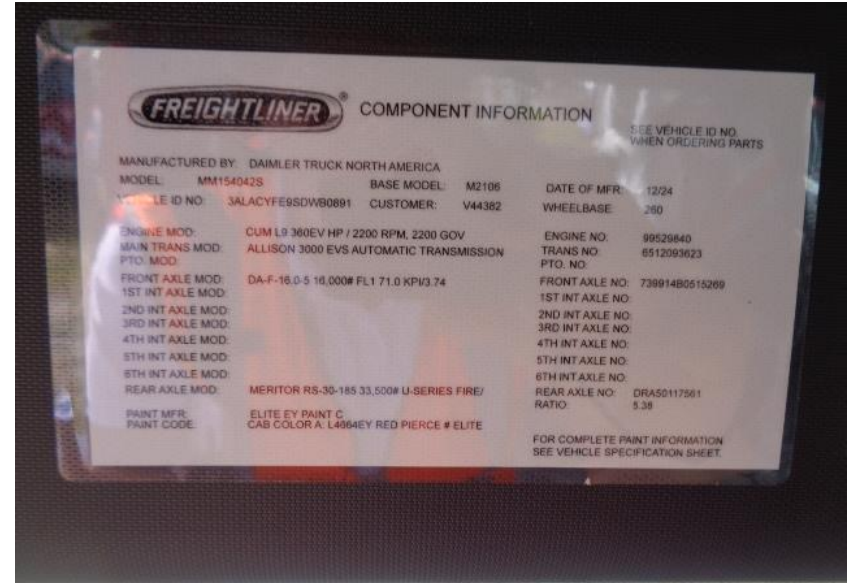 FREIGHTLINER® COMPONENT INFORMATION
SEE VEHICLE ID NO.
WHEN ORDERING PARTS
MANUFACTURED BY: DAIMLER TRUCK NORTH AMERICA
MODEL: MM154042S BASE MODEL: M2106 DATE OF MFR: 12/24
VEHICLE ID NO: 3ALACYFE9SDWB0891 CUSTOMER: V44382 WHEELBASE: 260
ENGINE MOD: CUM L9 360EV HP / 2200 RPM, 2200 GOV ENGINE NO: 99529840
MAIN TRANS MOD: ALLISON 3000 EVS AUTOMATIC TRANSMISSION TRANS NO: 6512093623
PTO. MOD: PTO. NO:
FRONT AXLE MOD: DA-F-16.0-5 16,000# FL1 71.0 KPI/3.74 FRONT AXLE NO: 739914B0515269
1ST INT AXLE MOD: 1ST INT AXLE NO:
2ND INT AXLE MOD: 2ND INT AXLE NO:
3RD INT AXLE MOD: 3RD INT AXLE NO:
4TH INT AXLE MOD: 4TH INT AXLE NO:
5TH INT AXLE MOD: 5TH INT AXLE NO:
6TH INT AXLE MOD: 6TH INT AXLE NO:
REAR AXLE MOD: MERITOR RS-30-185 33,500# U-SERIES FIRE/ REAR AXLE NO: DRA50117561
RATIO: 5.38
PAINT MFR: ELITE EY PAINT C
PAINT CODE: CAB COLOR A: L4664EY RED PIERCE # ELITE
FOR COMPLETE PAINT INFORMATION
SEE VEHICLE SPECIFICATION SHEET.